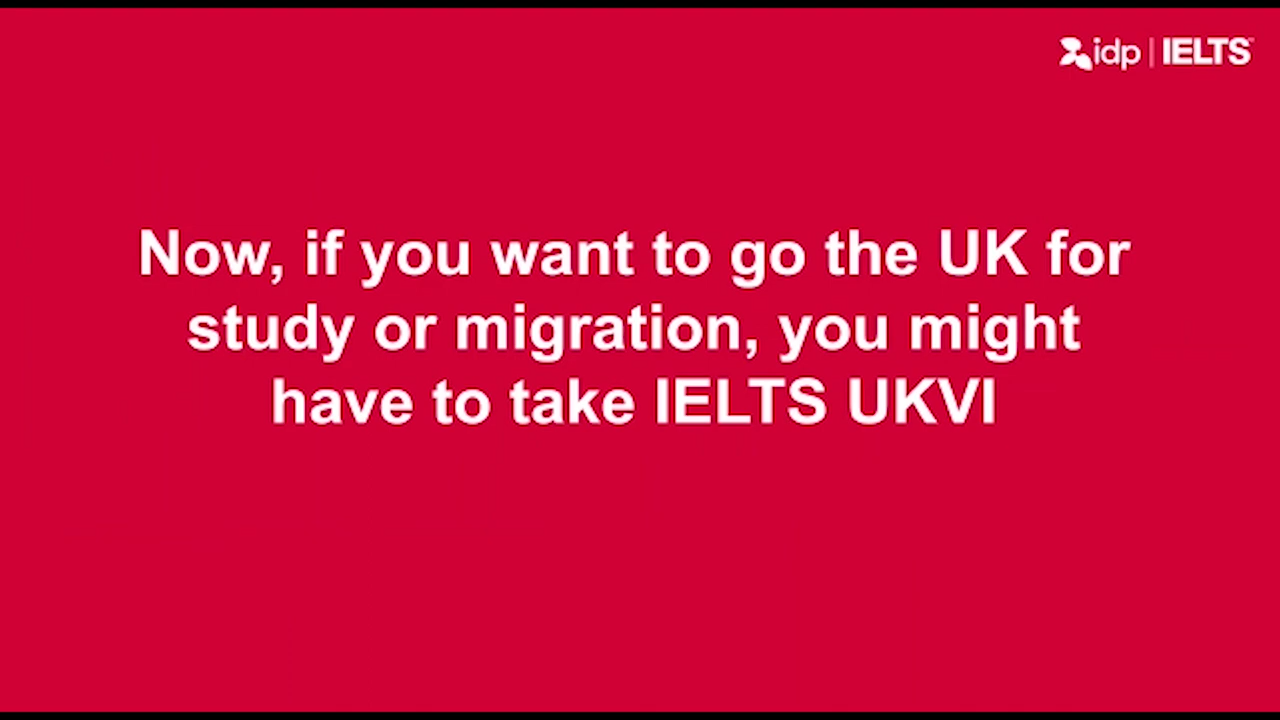 idp | IELTS™
Now, if you want to go the UK for
study or migration, you might
have to take IELTS UKVI